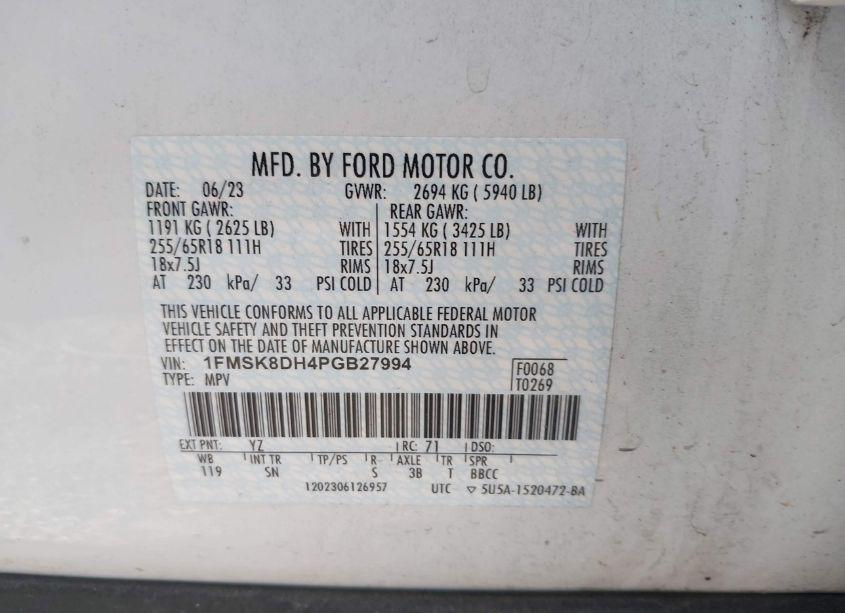 MFD. BY FORD MOTOR CO.
DATE: 06/23 GVWR: 2694 KG ( 5940 LB)
FRONT GAWR: REAR GAWR:
1191 KG ( 2625 LB) WITH 1554 KG ( 3425 LB) WITH
255/65R18 111H TIRES 255/65R18 111H TIRES
18x7.5J RIMS 18x7.5J RIMS
AT 230 kPa/ 33 PSI COLD AT 230 kPa/ 33 PSI COLD
THIS VEHICLE CONFORMS TO ALL APPLICABLE FEDERAL MOTOR
VEHICLE SAFETY AND THEFT PREVENTION STANDARDS IN
EFFECT ON THE DATE OF MANUFACTURE SHOWN ABOVE.
VIN: 1FMSK8DH4PGB27994 F0068
TYPE: MPV T0269
EXT PNT: YZ RC: 71 DSO:
WB INT TR TP/PS R AXLE TR SPR
119 SN S 3B T BBCC
1202306126957 UTC ▽ 5U5A-1520472-BA